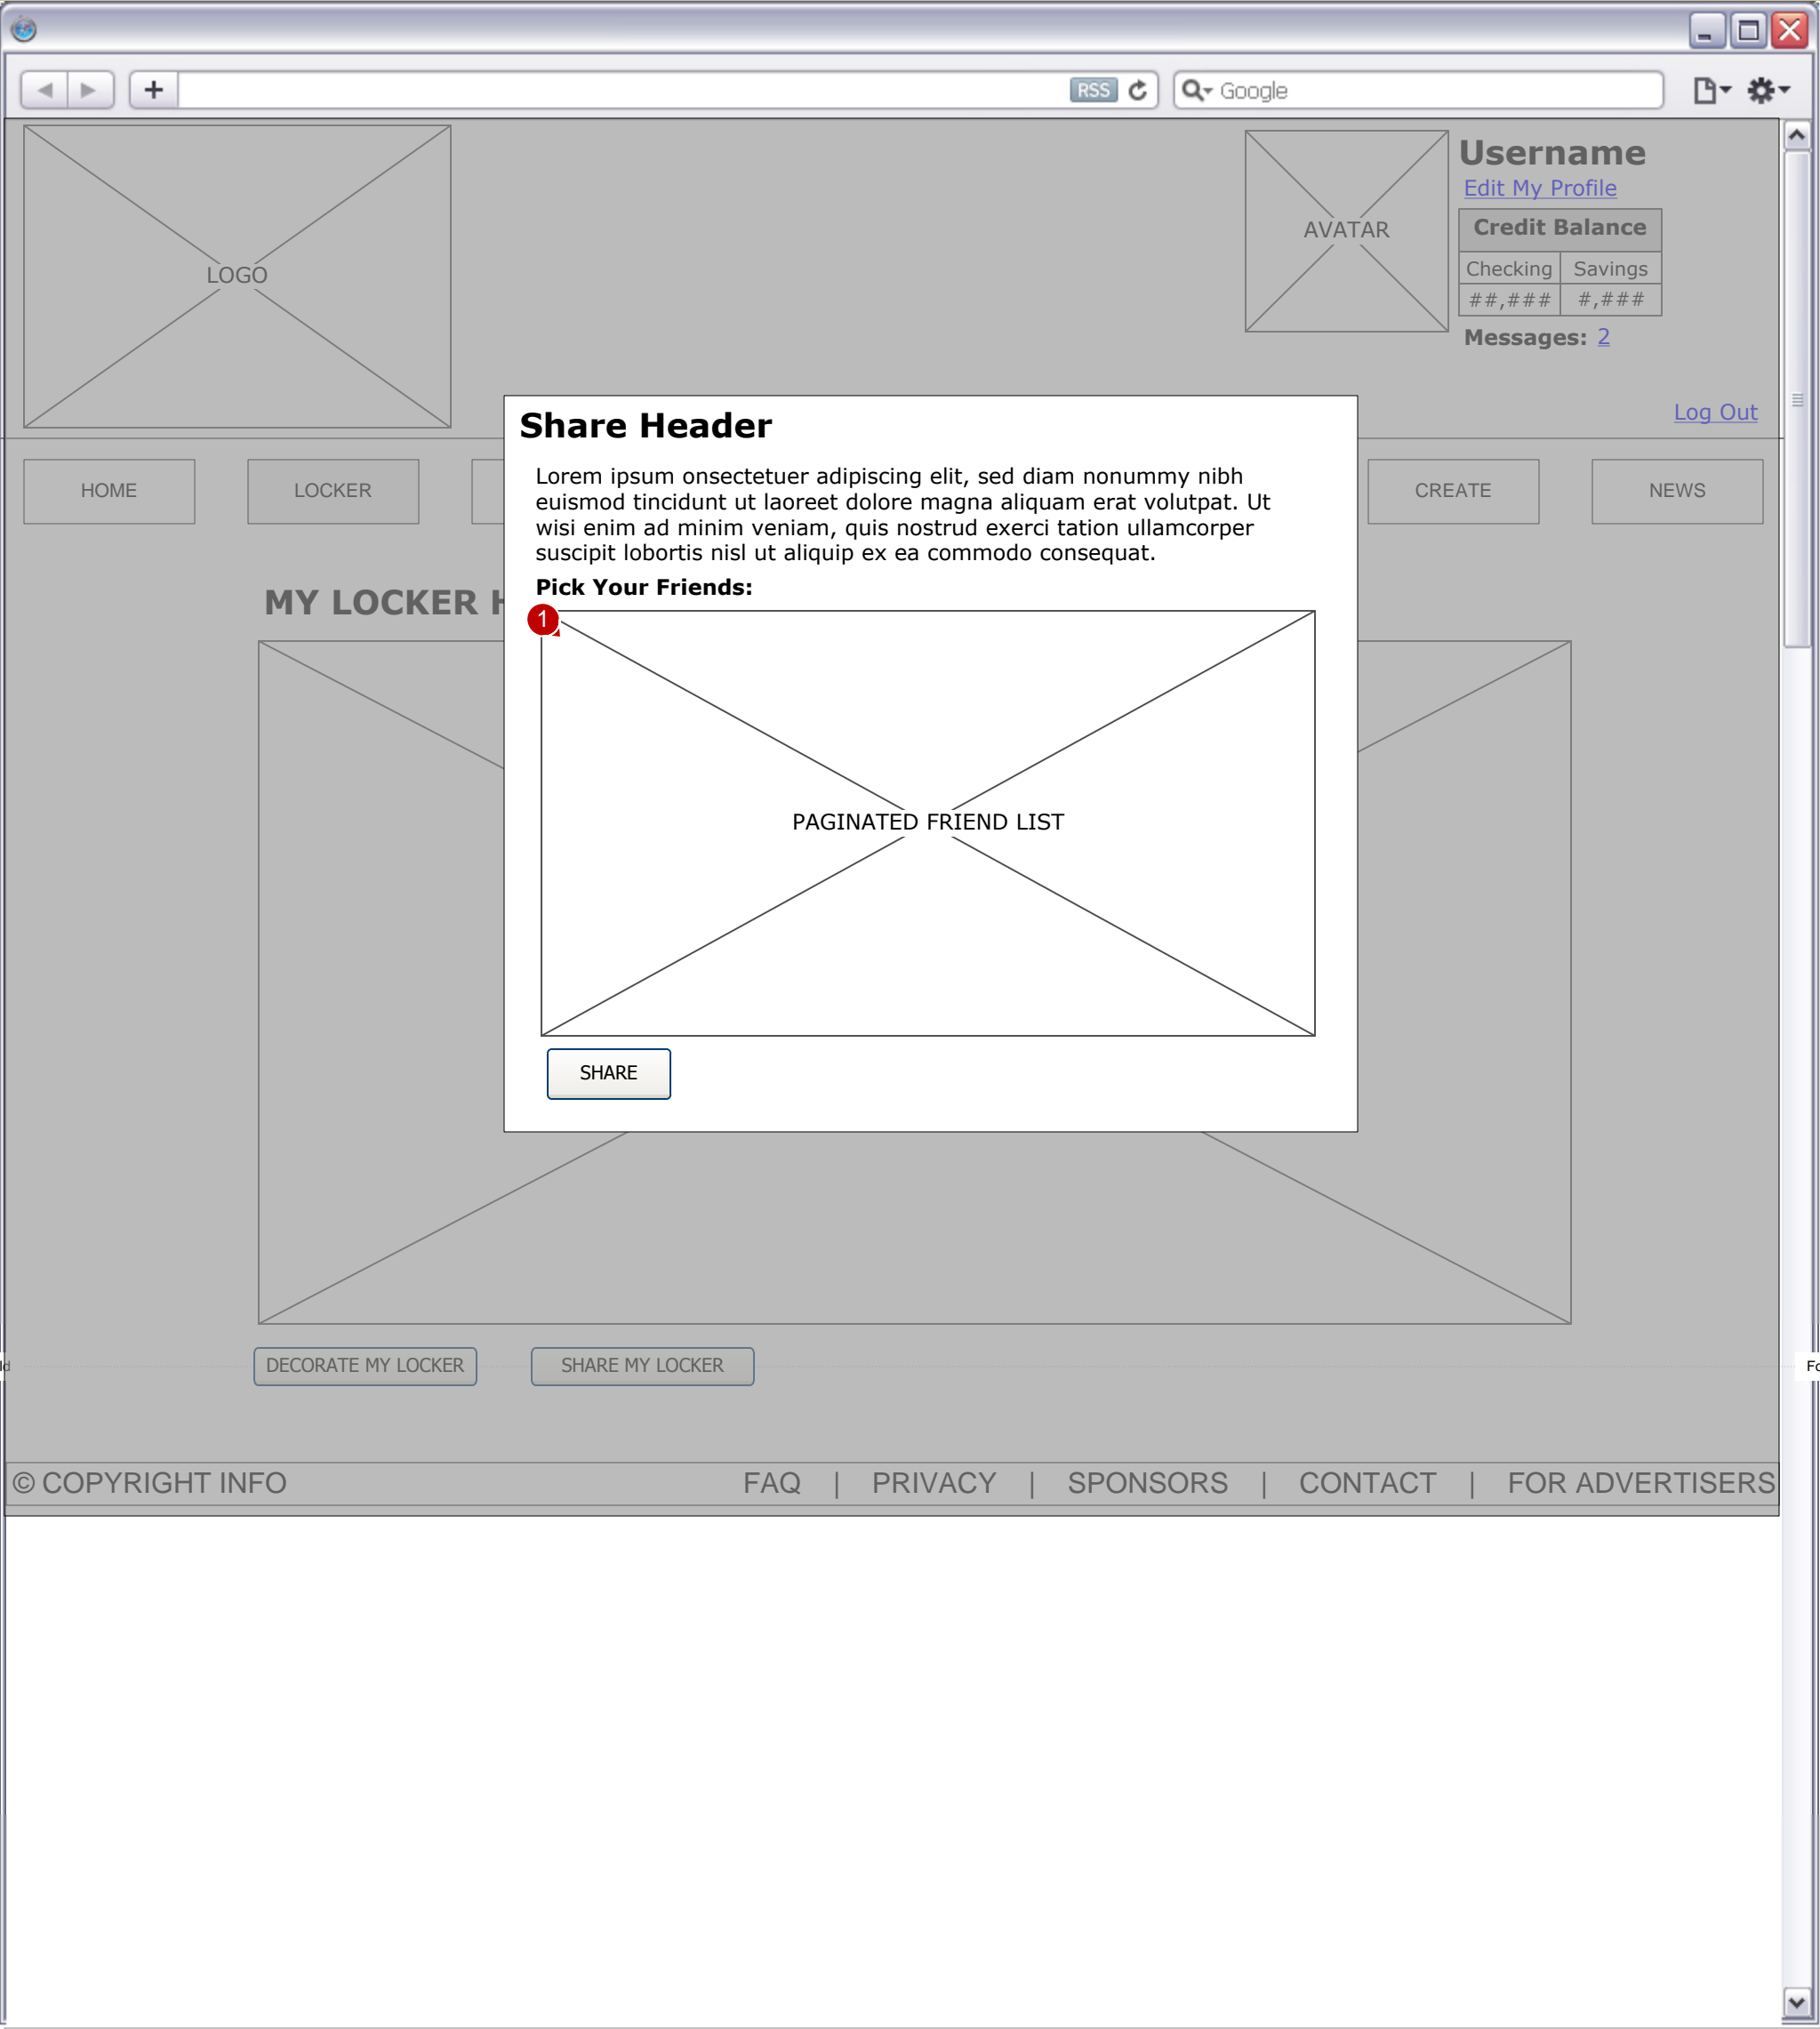 RSS
Google
LOGO
AVATAR
Username
Edit My Profile
Credit Balance
Checking Savings
##,### #,###
Messages: 2
Log Out
HOME LOCKER CREATE NEWS
MY LOCKER
Share Header
Lorem ipsum onsectetuer adipiscing elit, sed diam nonummy nibh
euismod tincidunt ut laoreet dolore magna aliquam erat volutpat. Ut
wisi enim ad minim veniam, quis nostrud exerci tation ullamcorper
suscipit lobortis nisl ut aliquip ex ea commodo consequat.
Pick Your Friends:
1
PAGINATED FRIEND LIST
SHARE
DECORATE MY LOCKER SHARE MY LOCKER
© COPYRIGHT INFO FAQ | PRIVACY | SPONSORS | CONTACT | FOR ADVERTISERS